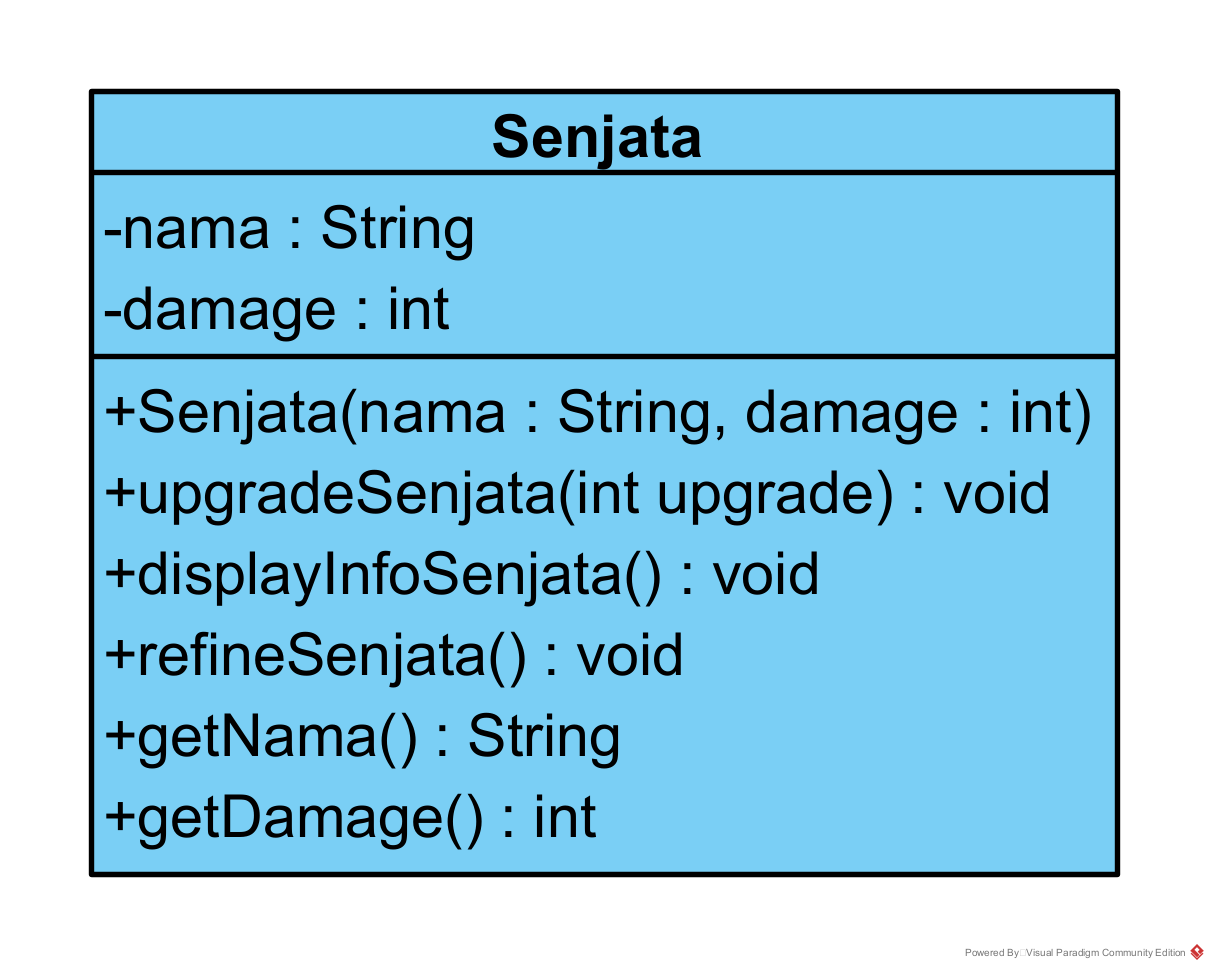 Senjata
-nama : String
-damage : int
+Senjata(nama : String, damage : int)
+upgradeSenjata(int upgrade) : void
+displayInfoSenjata() : void
+refineSenjata() : void
+getNama() : String
+getDamage() : int
Powered By Visual Paradigm Community Edition